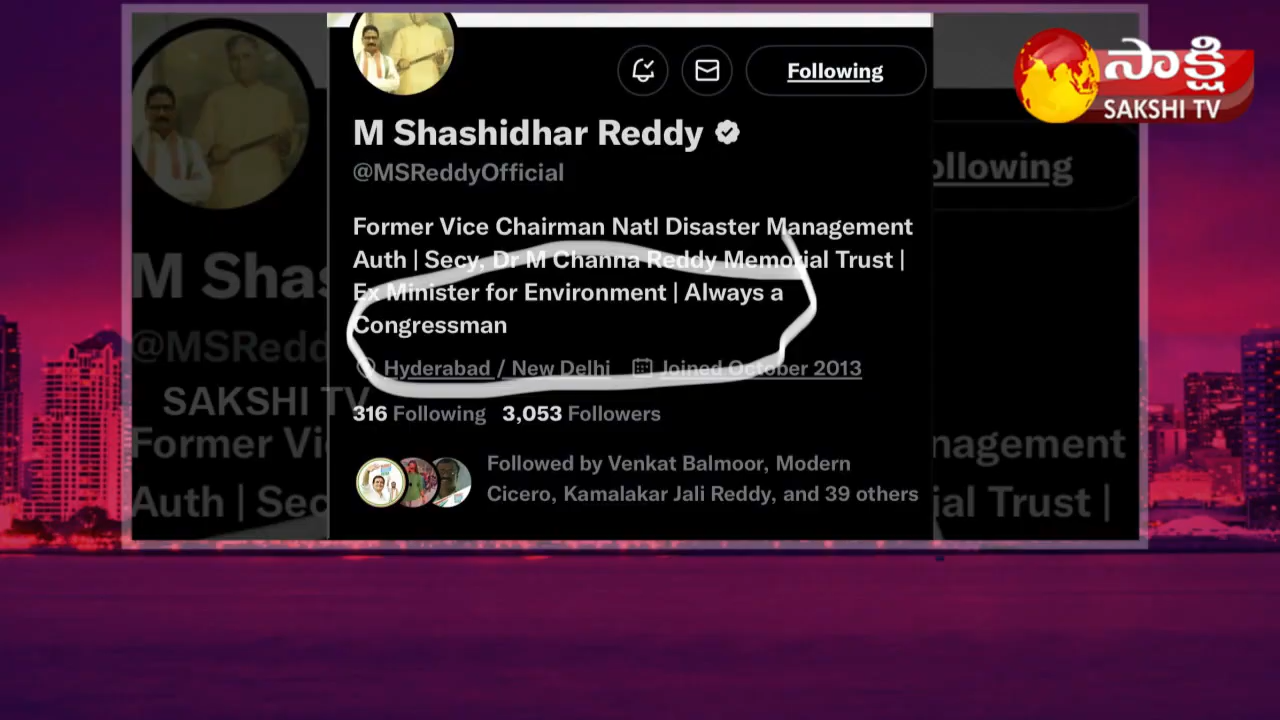 సాక్షి
SAKSHI TV
Following
M Shashidhar Reddy
@MSReddyOfficial
Former Vice Chairman Natl Disaster Management
Auth | Secy, Dr M Channa Reddy Memorial Trust |
Ex Minister for Environment | Always a
Congressman
Hyderabad / New Delhi Joined October 2013
316 Following 3,053 Followers
Followed by Venkat Balmoor, Modern
Cicero, Kamalakar Jali Reddy, and 39 others
ollowing
M Shas
@MSRedd
SAKSHI TV
Former Vi
nagement
Auth | Sec
ial Trust |